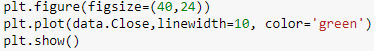 plt.figure(figsize=(40,24))
plt.plot(data.Close,linewidth=10, color='green')
plt.show()